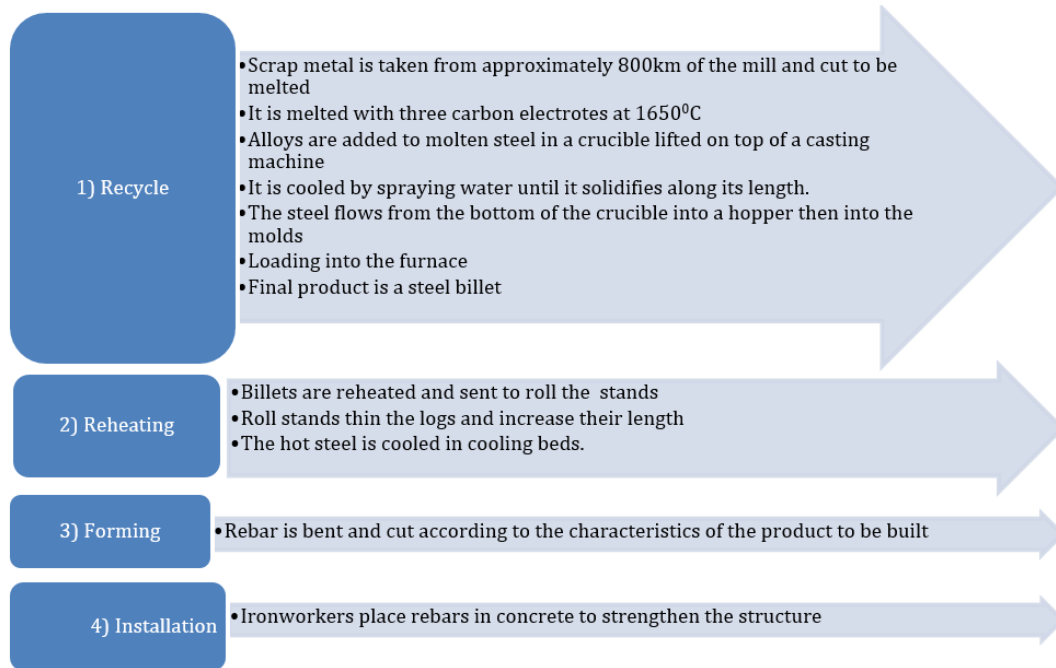 1) Recycle
•Scrap metal is taken from approximately 800km of the mill and cut to be
melted
•It is melted with three carbon electrotes at 1650⁰C
•Alloys are added to molten steel in a crucible lifted on top of a casting
machine
•It is cooled by spraying water until it solidifies along its length.
•The steel flows from the bottom of the crucible into a hopper then into the
molds
•Loading into the furnace
•Final product is a steel billet
2) Reheating
•Billets are reheated and sent to roll the  stands
•Roll stands thin the logs and increase their length
•The hot steel is cooled in cooling beds.
3) Forming
•Rebar is bent and cut according to the characteristics of the product to be built
4) Installation
•Ironworkers place rebars in concrete to strengthen the structure